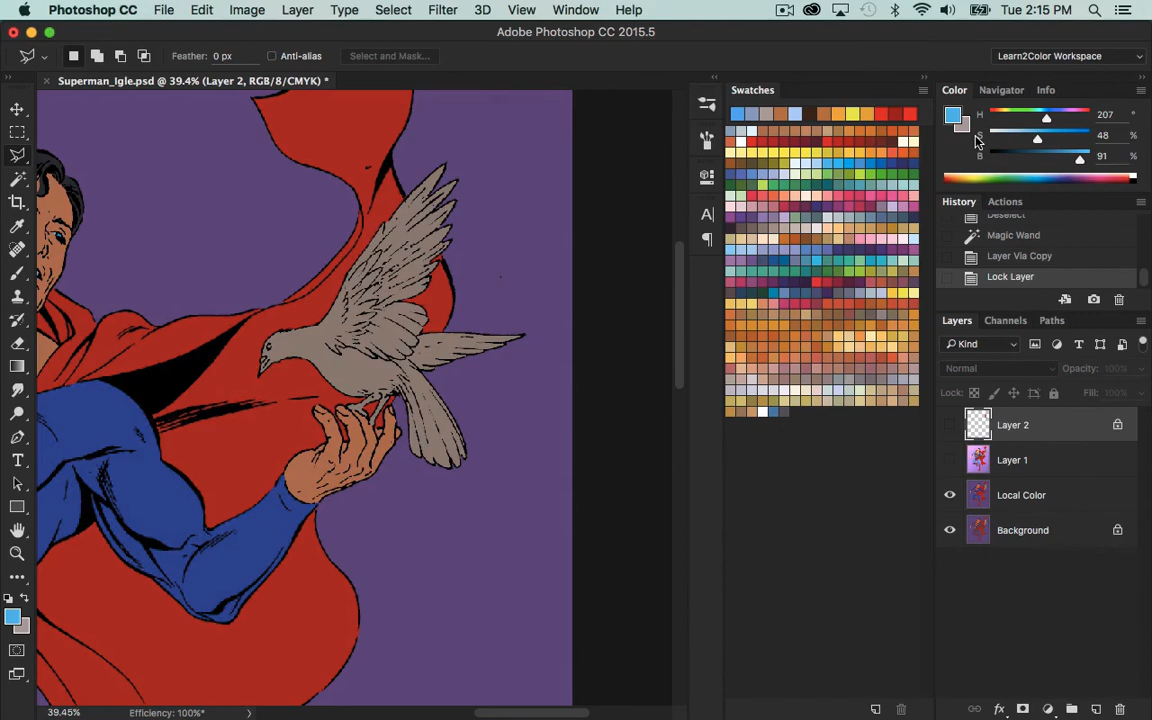 Photoshop CC File Edit Image Layer Type Select Filter 3D View Window Help Tue 2:15 PM
Adobe Photoshop CC 2015.5
Feather: 0 px Anti-alias Select and Mask... Learn2Color Workspace
Superman_Igle.psd @ 39.4% (Layer 2, RGB/8/CMYK) *
Swatches
Color Navigator Info
H 207 °
S 48 %
B 91 %
History Actions
Deselect
Magic Wand
Layer Via Copy
Lock Layer
Layers Channels Paths
Kind
Normal Opacity: 100%
Lock: Fill: 100%
Layer 2
Layer 1
Local Color
Background
39.45% Efficiency: 100%*